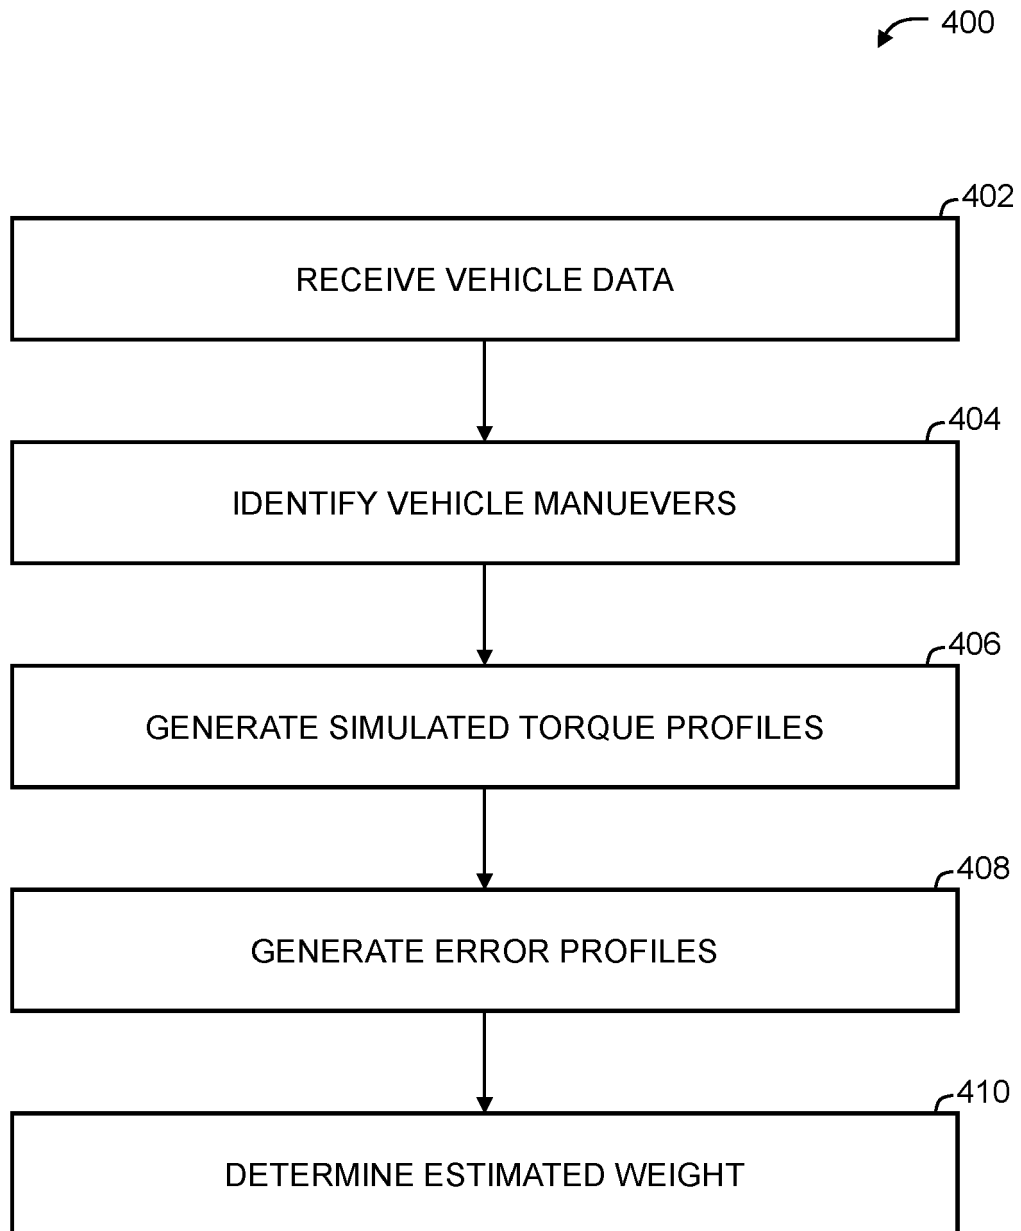 400
402
RECEIVE VEHICLE DATA
404
IDENTIFY VEHICLE MANUEVERS
406
GENERATE SIMULATED TORQUE PROFILES
408
GENERATE ERROR PROFILES
410
DETERMINE ESTIMATED WEIGHT